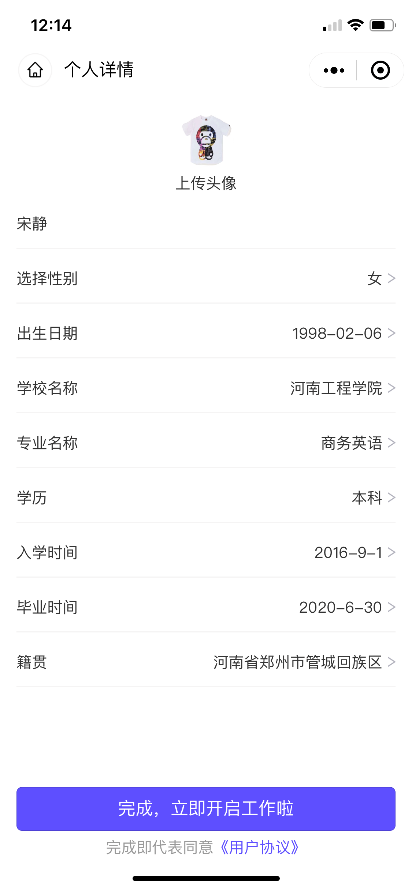 12:14
个人详情
上传头像
宋静
选择性别 女
出生日期 1998-02-06
学校名称 河南工程学院
专业名称 商务英语
学历 本科
入学时间 2016-9-1
毕业时间 2020-6-30
籍贯 河南省郑州市管城回族区
完成，立即开启工作啦
完成即代表同意《用户协议》